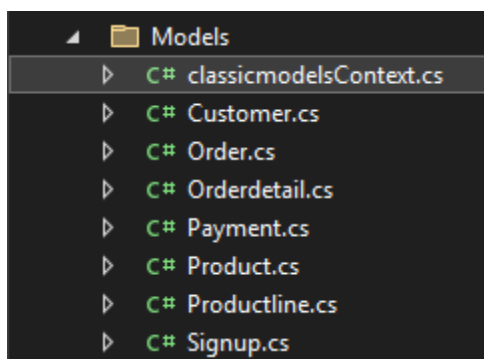 Models
C# classicmodelsContext.cs
C# Customer.cs
C# Order.cs
C# Orderdetail.cs
C# Payment.cs
C# Product.cs
C# Productline.cs
C# Signup.cs